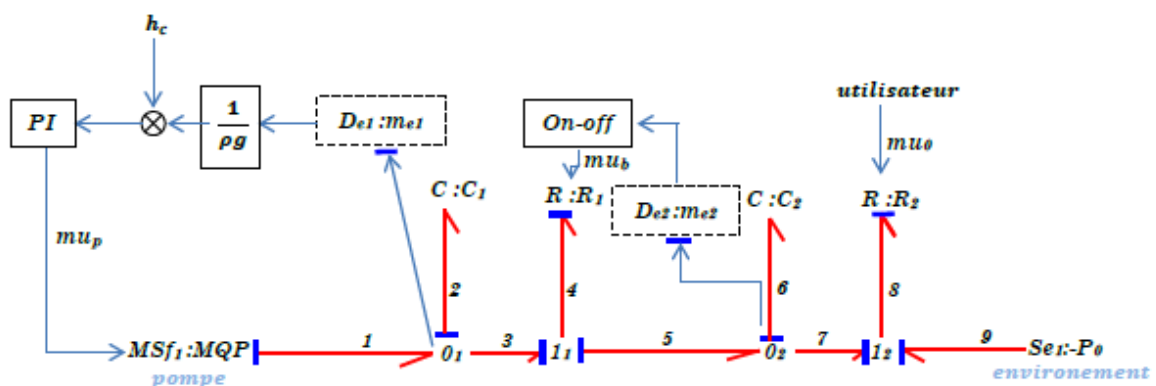 h_c
PI
1
ρg
D_e1:m_e1
On-off
utilisateur
mu_b
mu_0
C :C_1
R :R_1
D_e2:m_e2
C :C_2
R :R_2
mu_p
2
4
6
8
MSf_1:MQP
1
0_1
3
1_1
5
0_2
7
1_2
9
Se_1:-P_0
pompe
environement